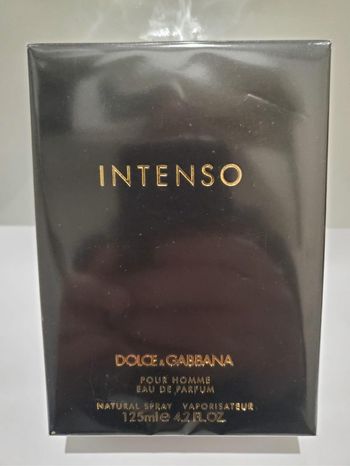 INTENSO
DOLCE & GABBANA
POUR HOMME
EAU DE PARFUM
NATURAL SPRAY VAPORISATEUR
125ml ℮ 4.2 FL.OZ.